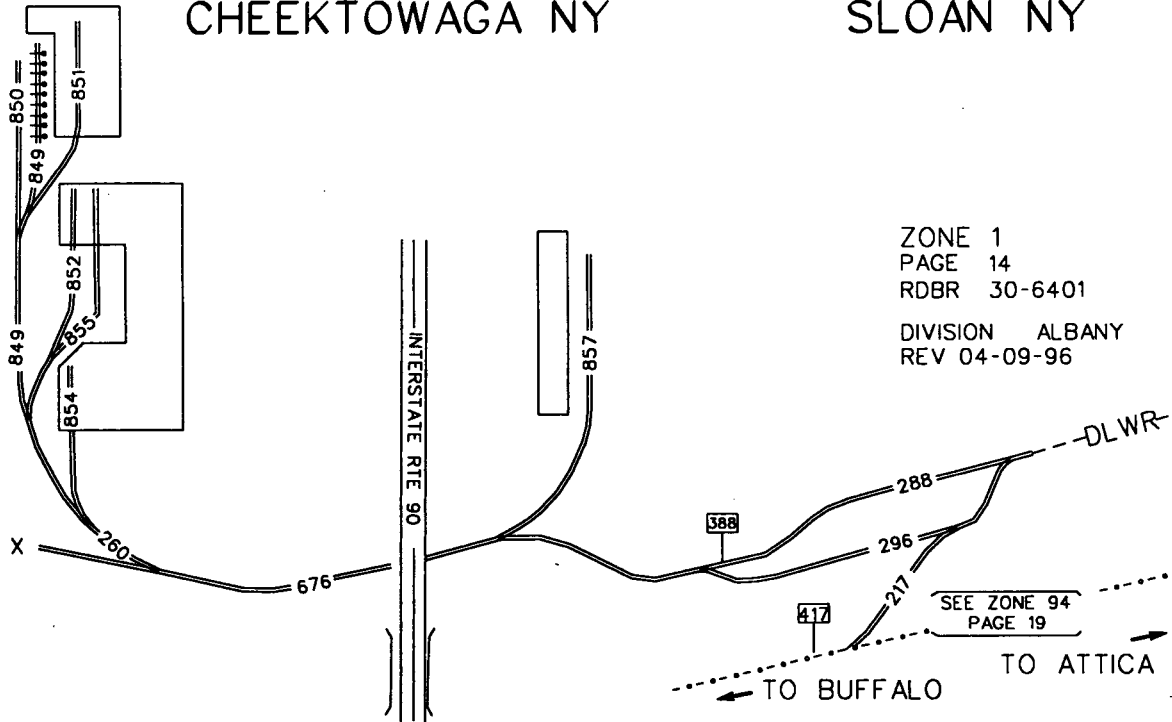 CHEEKTOWAGA NY
SLOAN NY
850
849
851
ZONE 1
PAGE 14
RDBR 30-6401
DIVISION ALBANY
REV 04-09-96
852
855
849
854
INTERSTATE RTE 90
857
DLWR
288
388
296
X
260
676
217
417
SEE ZONE 94
PAGE 19
TO ATTICA
TO BUFFALO